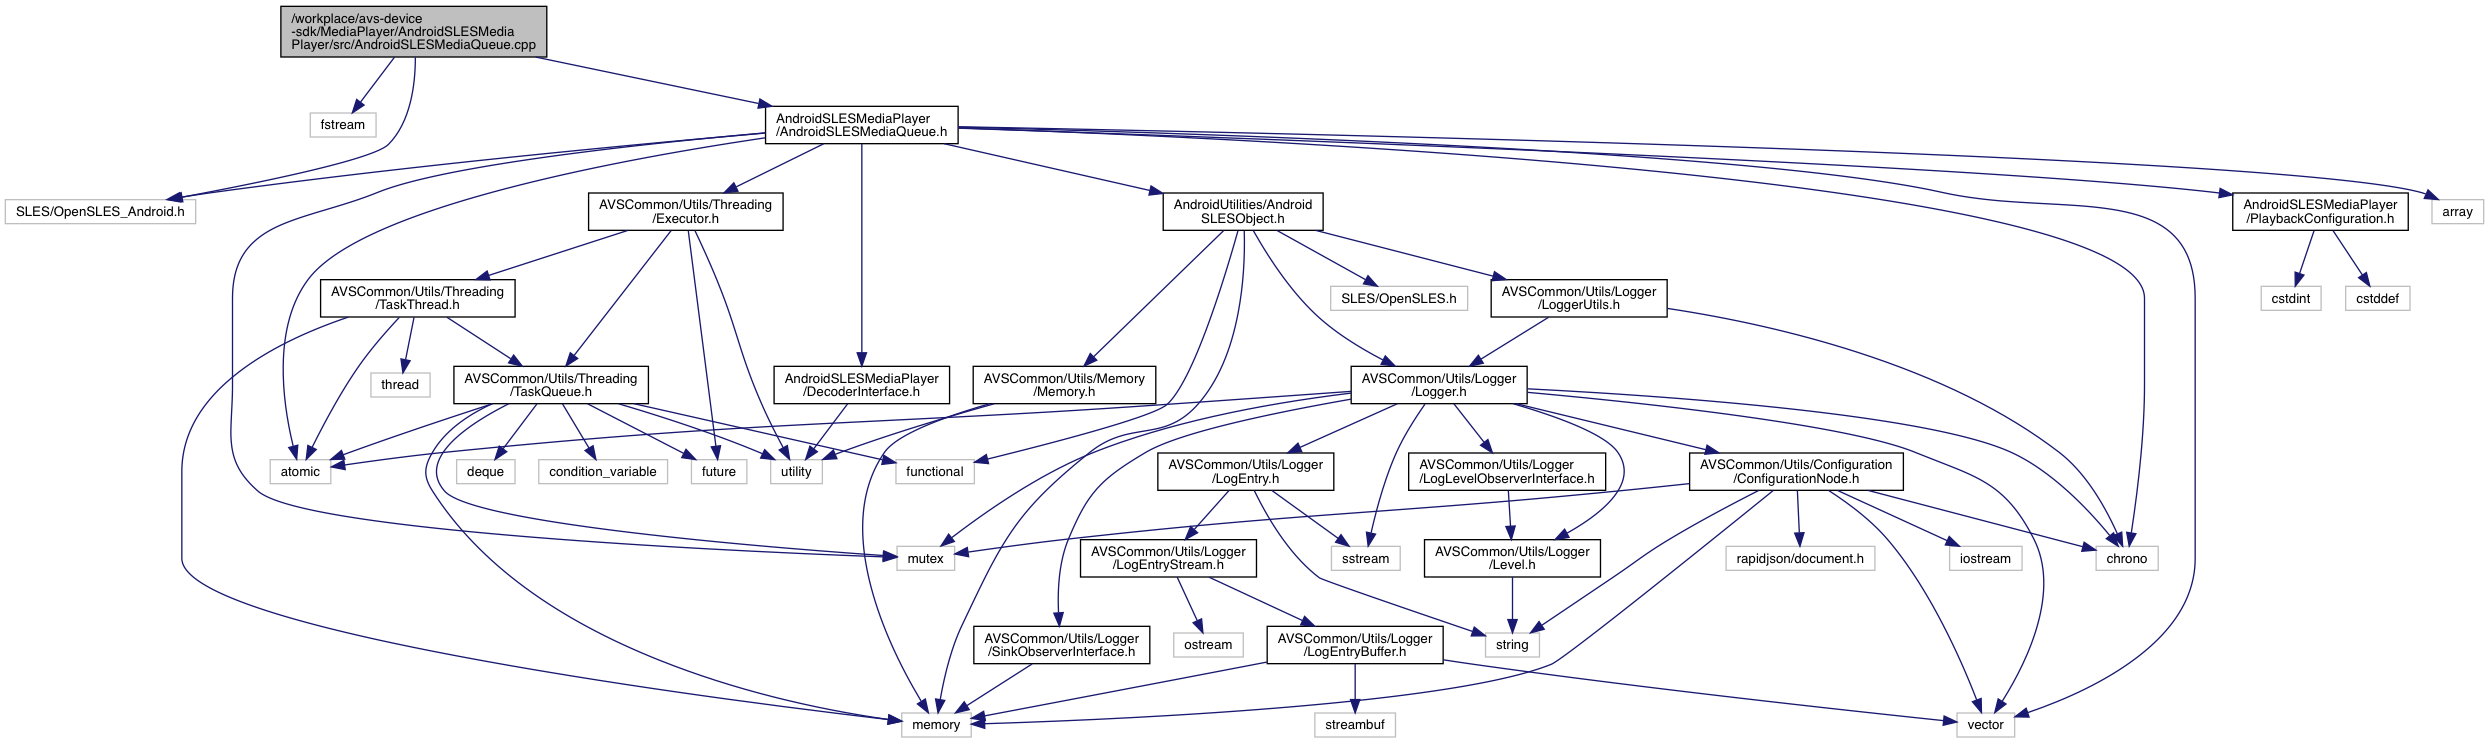 /workplace/avs-device
-sdk/MediaPlayer/AndroidSLESMedia
Player/src/AndroidSLESMediaQueue.cpp
fstream
AndroidSLESMediaPlayer
/AndroidSLESMediaQueue.h
SLES/OpenSLES_Android.h
AVSCommon/Utils/Threading
/Executor.h
AndroidUtilities/Android
SLESObject.h
AndroidSLESMediaPlayer
/PlaybackConfiguration.h
array
AVSCommon/Utils/Threading
/TaskThread.h
SLES/OpenSLES.h
AVSCommon/Utils/Logger
/LoggerUtils.h
cstdint
cstddef
thread
AVSCommon/Utils/Threading
/TaskQueue.h
AndroidSLESMediaPlayer
/DecoderInterface.h
AVSCommon/Utils/Memory
/Memory.h
AVSCommon/Utils/Logger
/Logger.h
atomic
deque
condition_variable
future
utility
functional
AVSCommon/Utils/Logger
/LogEntry.h
AVSCommon/Utils/Logger
/LogLevelObserverInterface.h
AVSCommon/Utils/Configuration
/ConfigurationNode.h
mutex
AVSCommon/Utils/Logger
/LogEntryStream.h
sstream
AVSCommon/Utils/Logger
/Level.h
rapidjson/document.h
iostream
chrono
AVSCommon/Utils/Logger
/SinkObserverInterface.h
ostream
AVSCommon/Utils/Logger
/LogEntryBuffer.h
string
memory
streambuf
vector